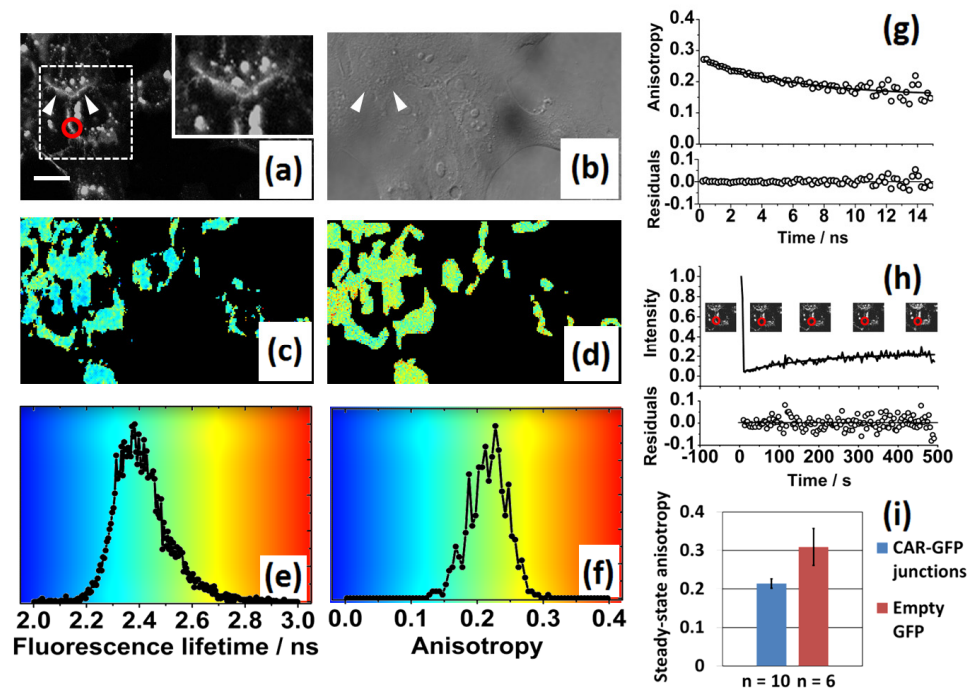 (a)
(b)
(c)
(d)
(e)
2.0 2.2 2.4 2.6 2.8 3.0
Fluorescence lifetime / ns
(f)
0.0 0.1 0.2 0.3 0.4
Anisotropy
(g)
Anisotropy
0.4
0.3
0.2
0.1
0.0
Residuals
0.1
0.0
-0.1
0 2 4 6 8 10 12 14
Time / ns
(h)
Intensity
1.0
0.8
0.6
0.4
0.2
0.0
Residuals
0.1
0.0
-0.1
-100 0 100 200 300 400 500
Time / s
(i)
Steady-state anisotropy
0.4
0.3
0.2
0.1
0
n = 10 n = 6
CAR-GFP
junctions
Empty
GFP